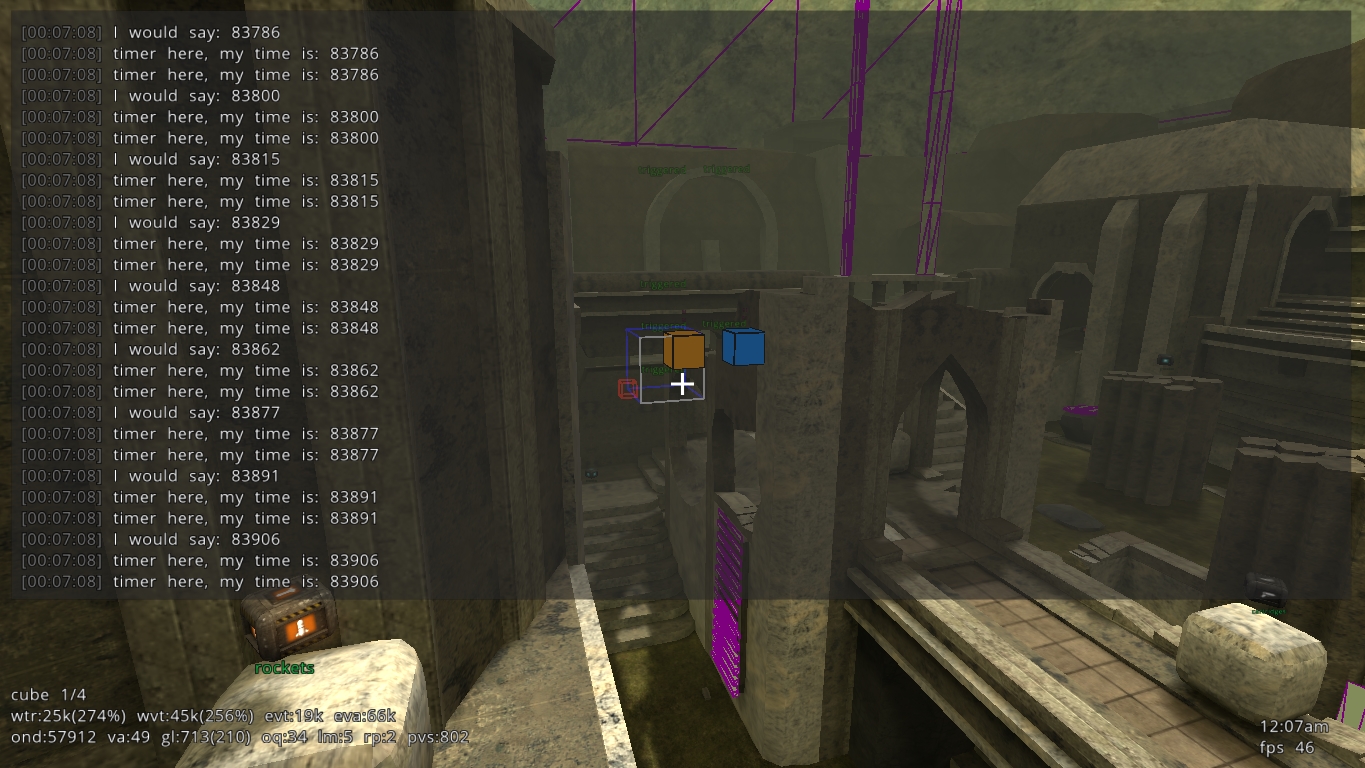 [00:07:08] I would say: 83786
[00:07:08] timer here, my time is: 83786
[00:07:08] timer here, my time is: 83786
[00:07:08] I would say: 83800
[00:07:08] timer here, my time is: 83800
[00:07:08] timer here, my time is: 83800
[00:07:08] I would say: 83815
[00:07:08] timer here, my time is: 83815
[00:07:08] timer here, my time is: 83815
[00:07:08] I would say: 83829
[00:07:08] timer here, my time is: 83829
[00:07:08] timer here, my time is: 83829
[00:07:08] I would say: 83848
[00:07:08] timer here, my time is: 83848
[00:07:08] timer here, my time is: 83848
[00:07:08] I would say: 83862
[00:07:08] timer here, my time is: 83862
[00:07:08] timer here, my time is: 83862
[00:07:08] I would say: 83877
[00:07:08] timer here, my time is: 83877
[00:07:08] timer here, my time is: 83877
[00:07:08] I would say: 83891
[00:07:08] timer here, my time is: 83891
[00:07:08] timer here, my time is: 83891
[00:07:08] I would say: 83906
[00:07:08] timer here, my time is: 83906
[00:07:08] timer here, my time is: 83906
triggered triggered
triggered
triggered triggered
rockets
cube 1/4
wtr:25k(274%) wvt:45k(256%) evt:19k eva:66k
ond:57912 va:49 gl:713(210) oq:34 lm:5 rp:2 pvs:802
12:07am
fps 46